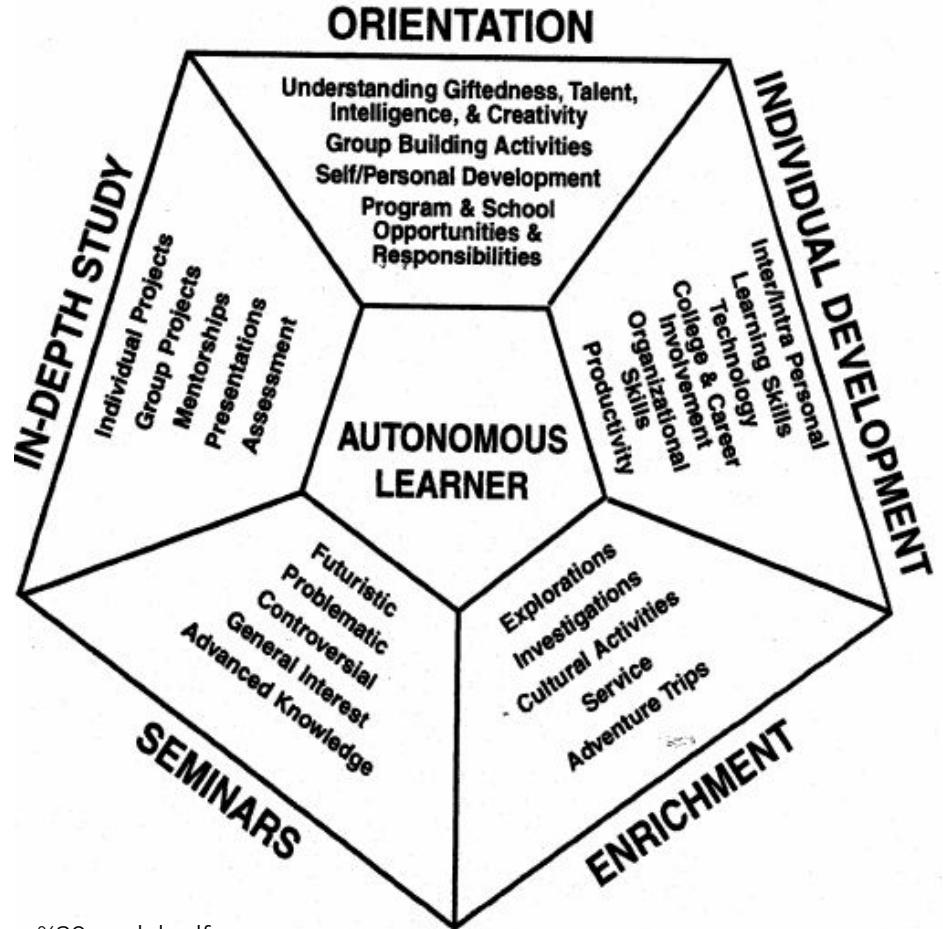 ORIENTATION
Understanding Giftedness, Talent,
Intelligence, & Creativity
Group Building Activities
Self/Personal Development
Program & School
Opportunities &
Responsibilities
INDIVIDUAL DEVELOPMENT
Inter/Intra Personal
Learning Skills
Technology
College & Career
Involvement
Organizational
Skills
Productivity
ENRICHMENT
Explorations
Investigations
Cultural Activities
Service
Adventure Trips
SEMINARS
Futuristic
Problematic
Controversial
General Interest
Advanced Knowledge
IN-DEPTH STUDY
Individual Projects
Group Projects
Mentorships
Presentations
Assessment
AUTONOMOUS
LEARNER